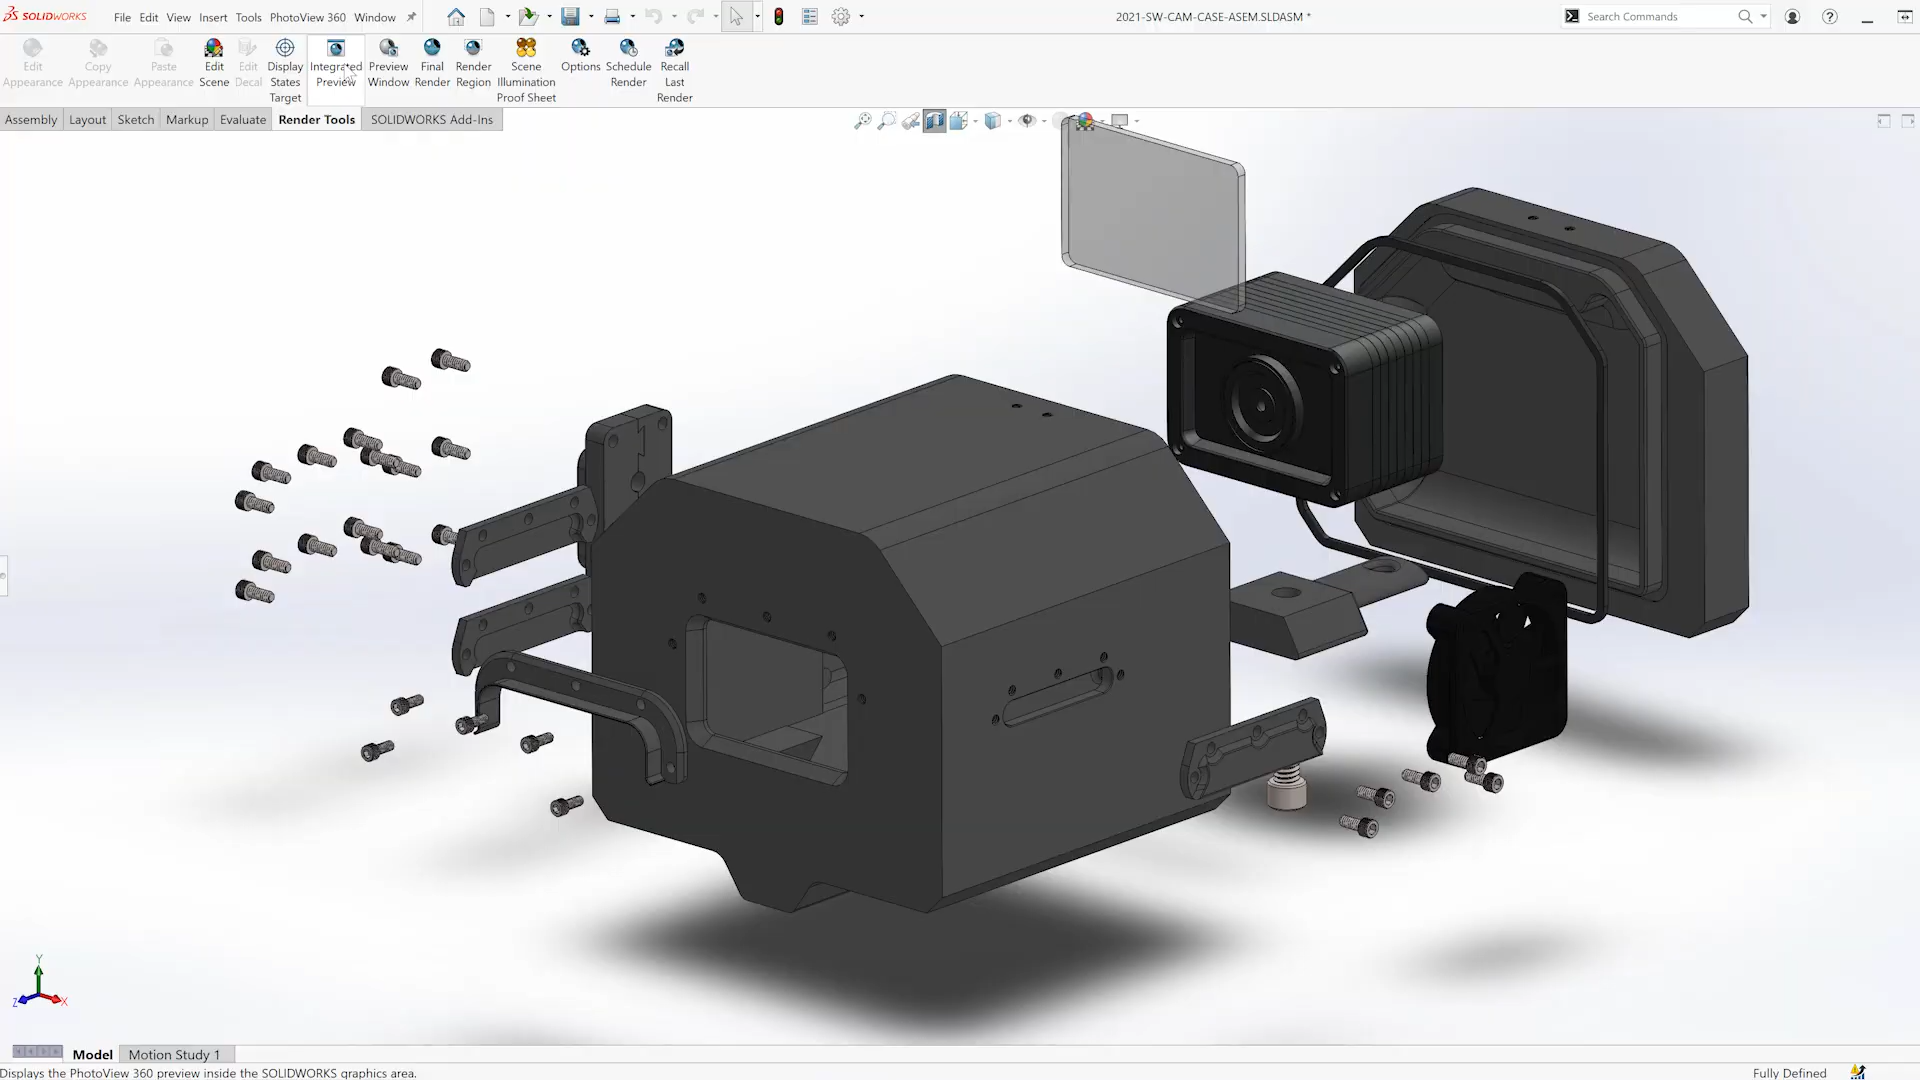 SOLIDWORKS File Edit View Insert Tools PhotoView 360 Window 2021-SW-CAM-CASE-ASEM.SLDASM * Search Commands
Edit Appearance
Copy Appearance
Paste Appearance
Edit Scene
Edit Decal
Display States Target
Integrated Preview
Preview Window
Final Render
Render Region
Scene Illumination Proof Sheet
Options
Schedule Render
Recall Last Render
Assembly Layout Sketch Markup Evaluate Render Tools SOLIDWORKS Add-Ins
Y
Z X
Model Motion Study 1
Displays the PhotoView 360 preview inside the SOLIDWORKS graphics area. Fully Defined